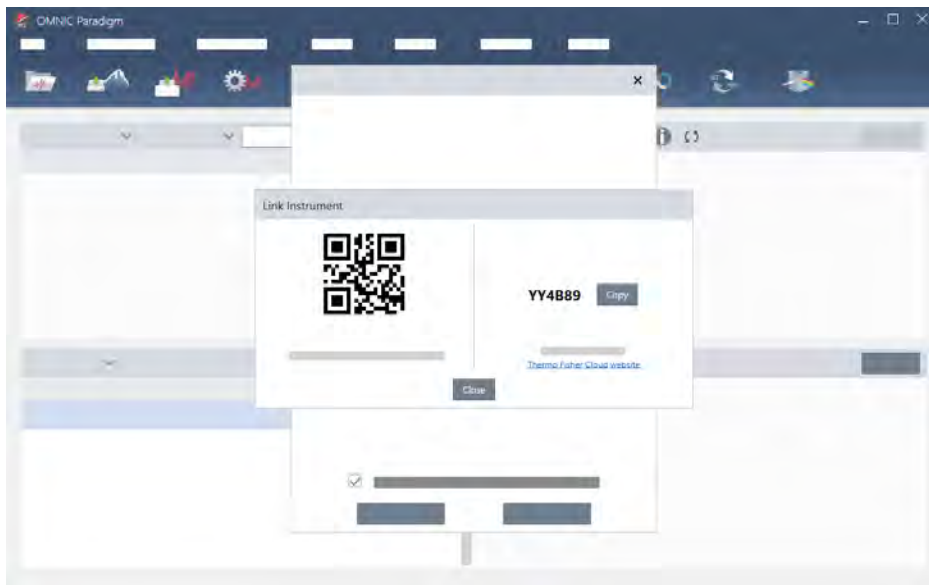 OMNIC Paradigm
Link Instrument
YY4B89
Copy
Thermo Fisher Cloud website
Close